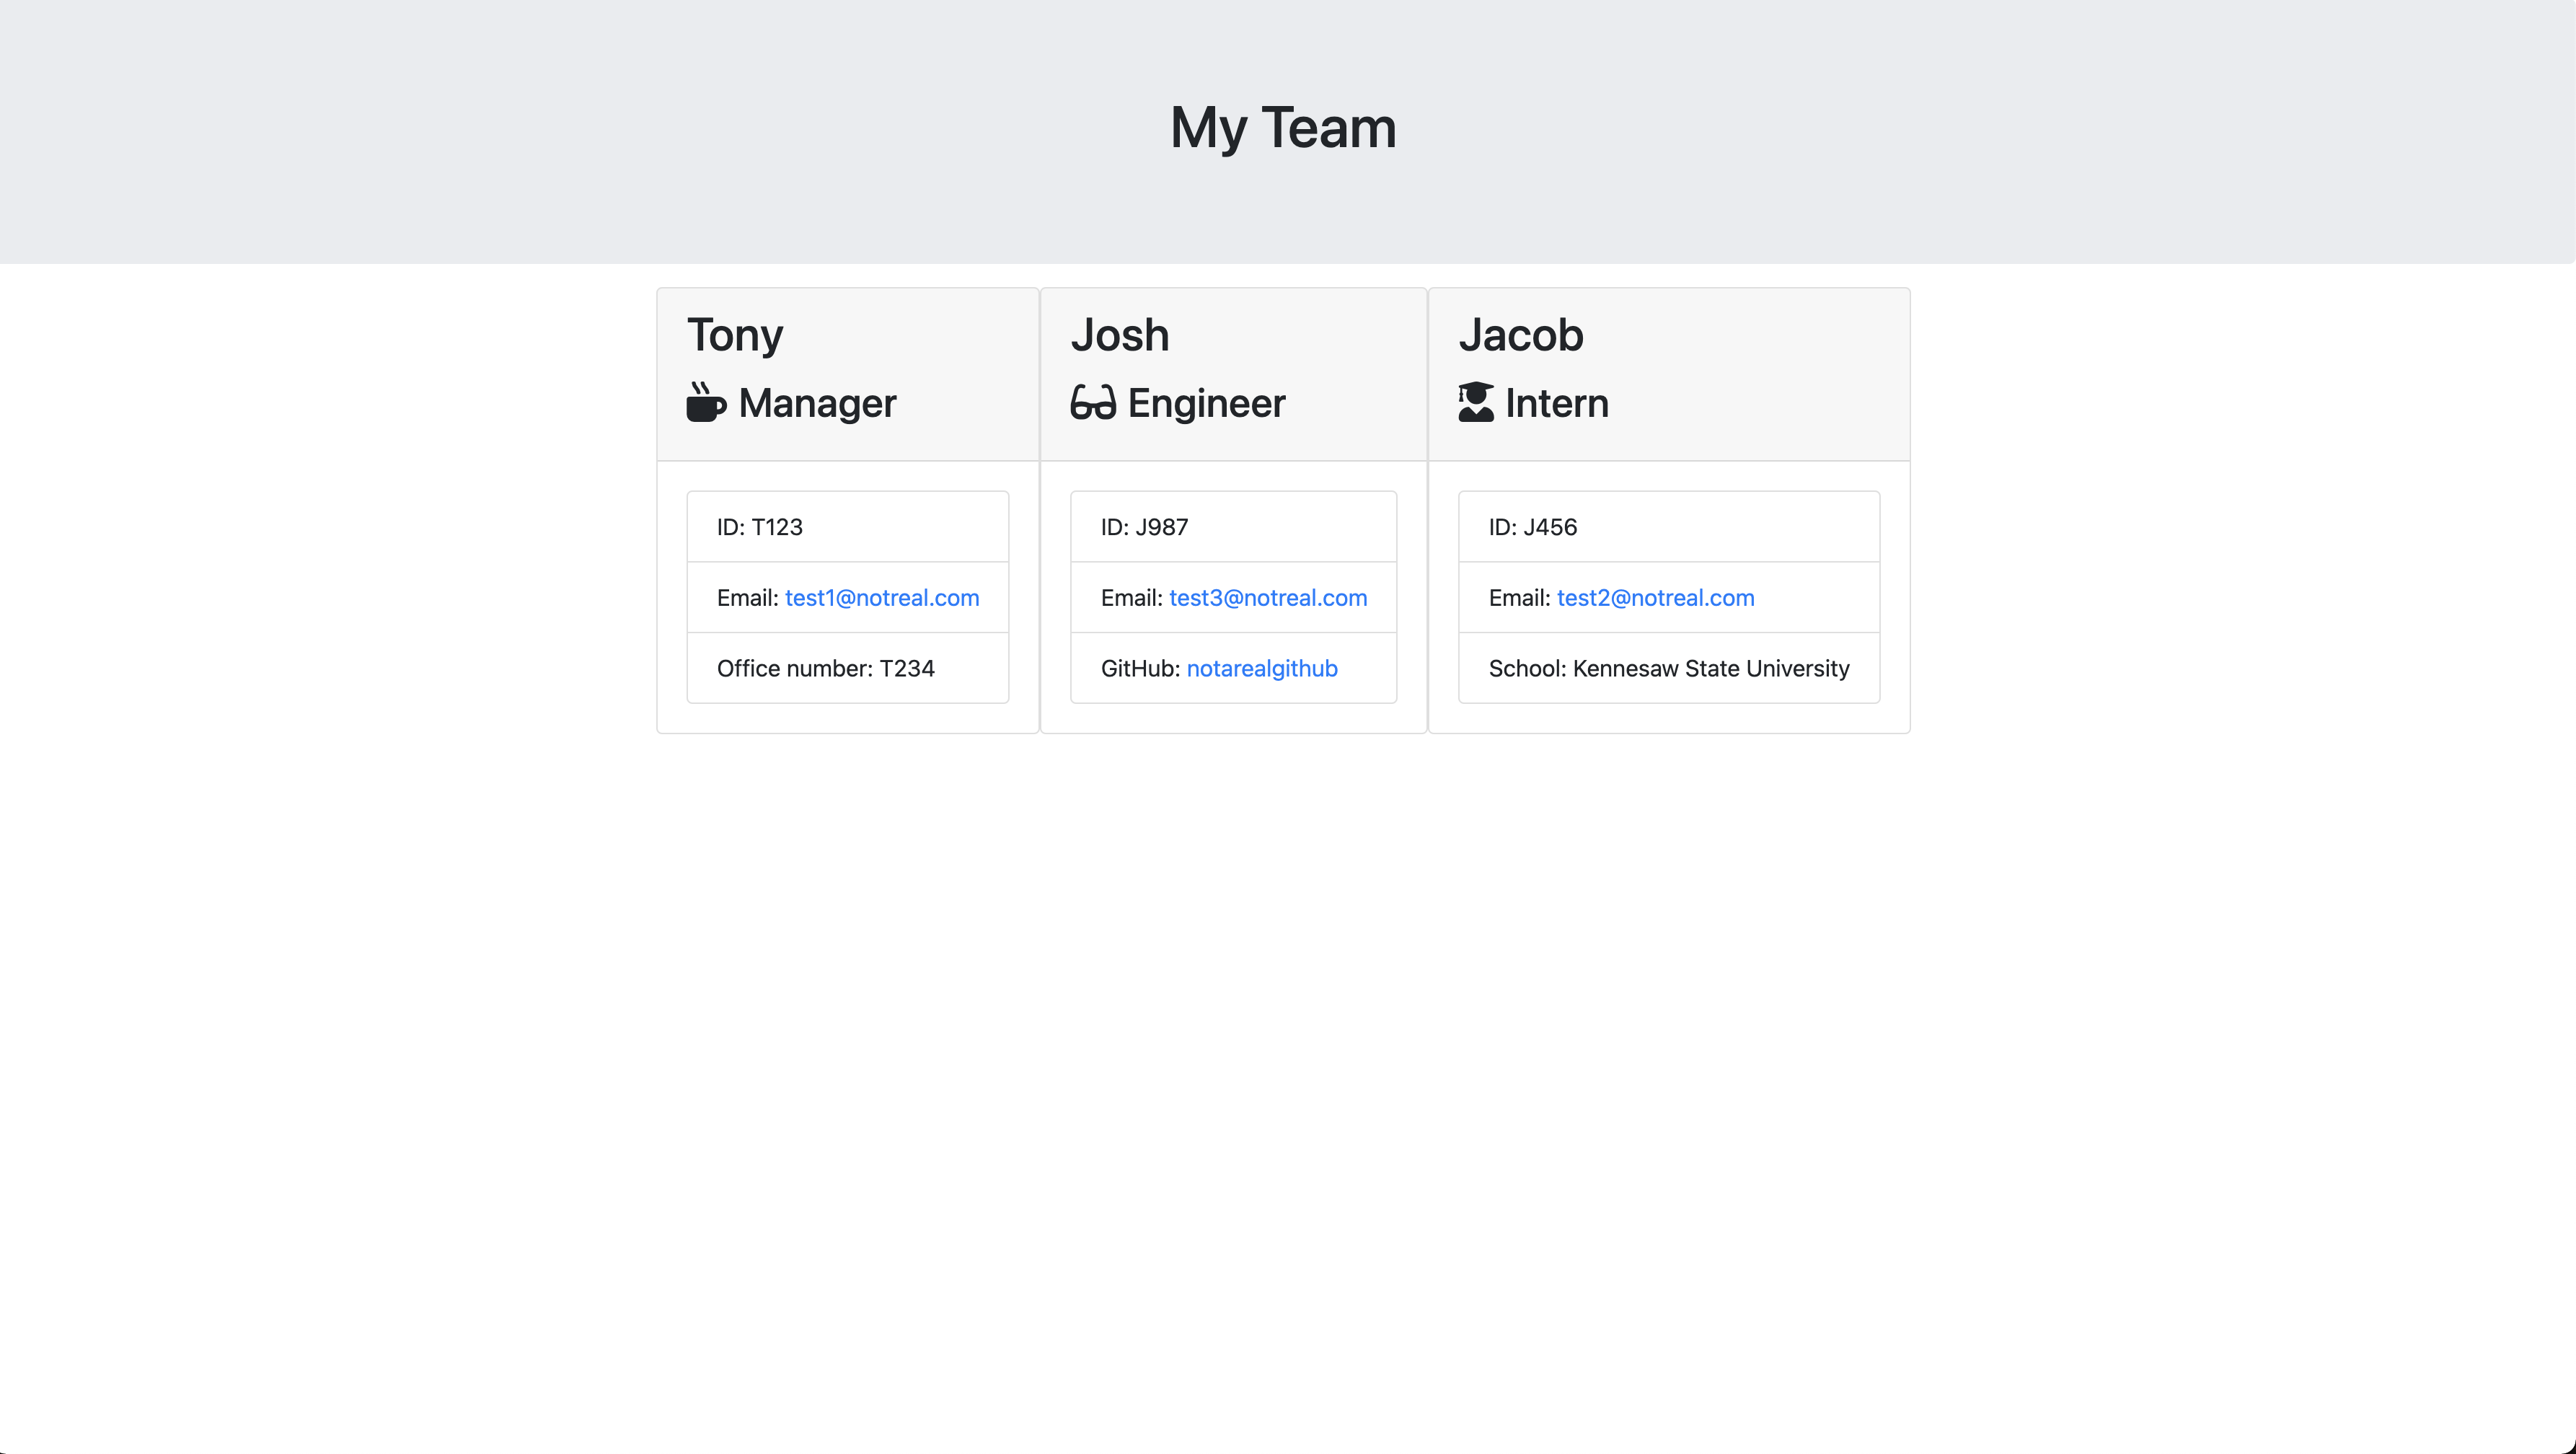 My Team
Tony
Manager
ID: T123
Email: test1@notreal.com
Office number: T234
Josh
Engineer
ID: J987
Email: test3@notreal.com
GitHub: notarealgithub
Jacob
Intern
ID: J456
Email: test2@notreal.com
School: Kennesaw State University